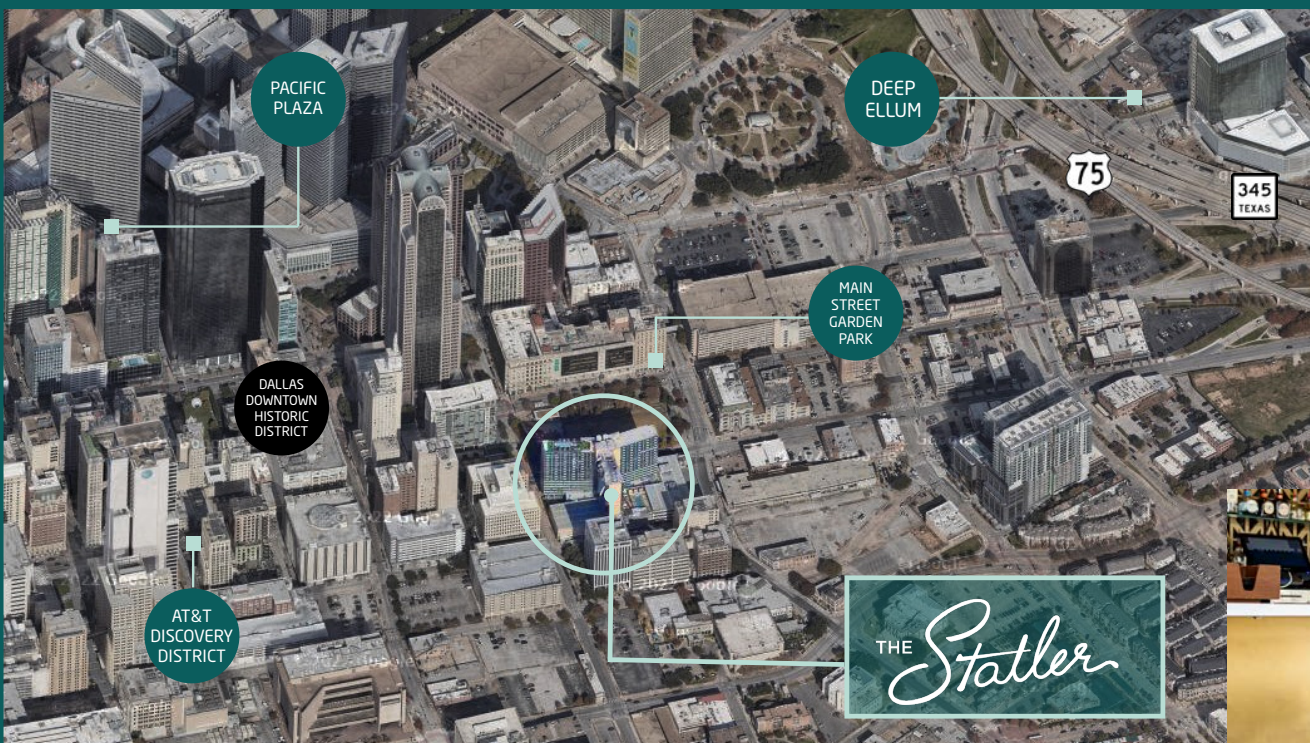 PACIFIC
PLAZA
DEEP
ELLUM
75
345
TEXAS
MAIN
STREET
GARDEN
PARK
DALLAS
DOWNTOWN
HISTORIC
DISTRICT
AT&T
DISCOVERY
DISTRICT
THE Statler